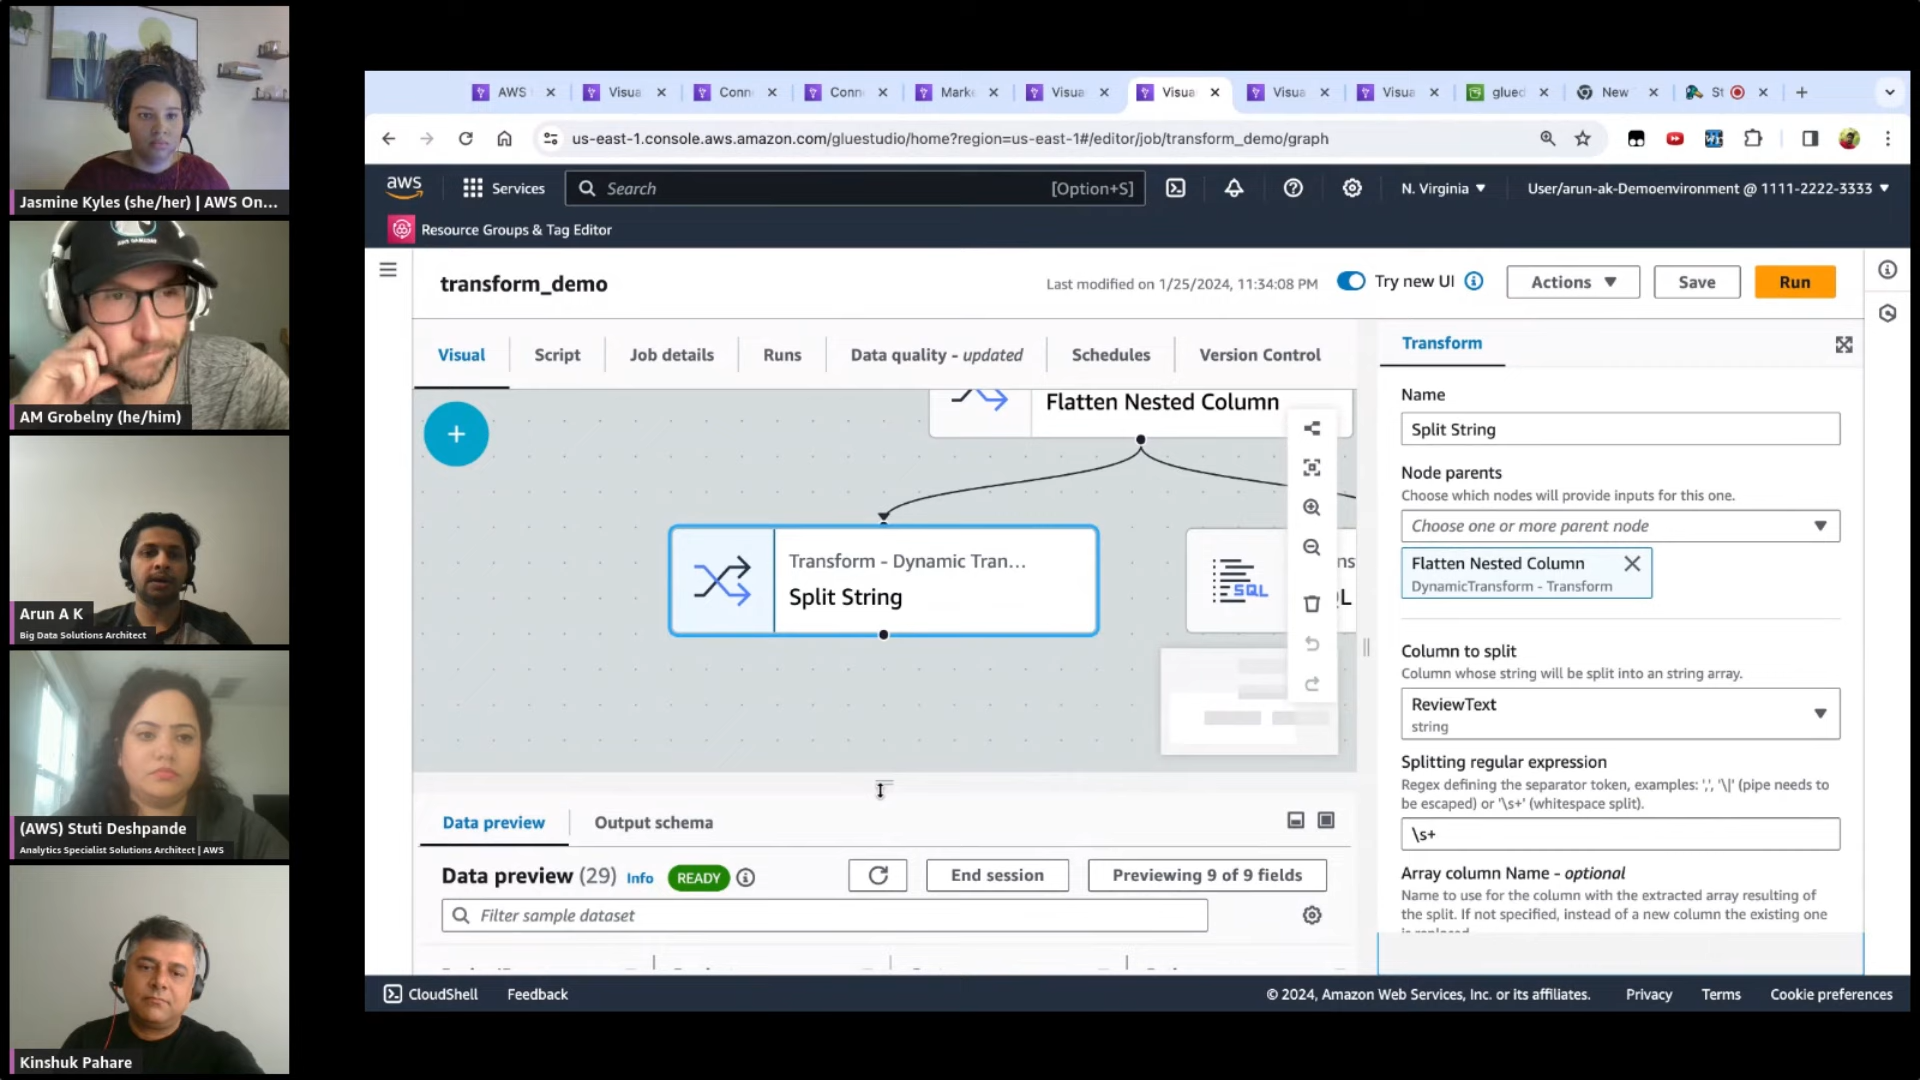 Jasmine Kyles (she/her) | AWS On...
AM Grobelny (he/him)
Arun A K
Big Data Solutions Architect
(AWS) Stuti Deshpande
Analytics Specialist Solutions Architect | AWS
Kinshuk Pahare
AWS
Visua
Conn
Conn
Marke
Visua
Visua
Visua
Visua
glued
New
St
us-east-1.console.aws.amazon.com/gluestudio/home?region=us-east-1#/editor/job/transform_demo/graph
aws
Services
Search
[Option+S]
N. Virginia
User/arun-ak-Demoenvironment @ 1111-2222-3333
Resource Groups & Tag Editor
transform_demo
Last modified on 1/25/2024, 11:34:08 PM
Try new UI
Actions
Save
Run
Visual
Script
Job details
Runs
Data quality - updated
Schedules
Version Control
Flatten Nested Column
Transform - Dynamic Tran...
Split String
SQL
Data preview
Output schema
Data preview (29) Info READY
End session
Previewing 9 of 9 fields
Filter sample dataset
Transform
Name
Split String
Node parents
Choose which nodes will provide inputs for this one.
Choose one or more parent node
Flatten Nested Column
DynamicTransform - Transform
Column to split
Column whose string will be split into an string array.
ReviewText
string
Splitting regular expression
Regex defining the separator token, examples: ',', '\|' (pipe needs to
be escaped) or '\s+' (whitespace split).
\s+
Array column Name - optional
Name to use for the column with the extracted array resulting of
the split. If not specified, instead of a new column the existing one
is replaced.
CloudShell
Feedback
© 2024, Amazon Web Services, Inc. or its affiliates.
Privacy
Terms
Cookie preferences